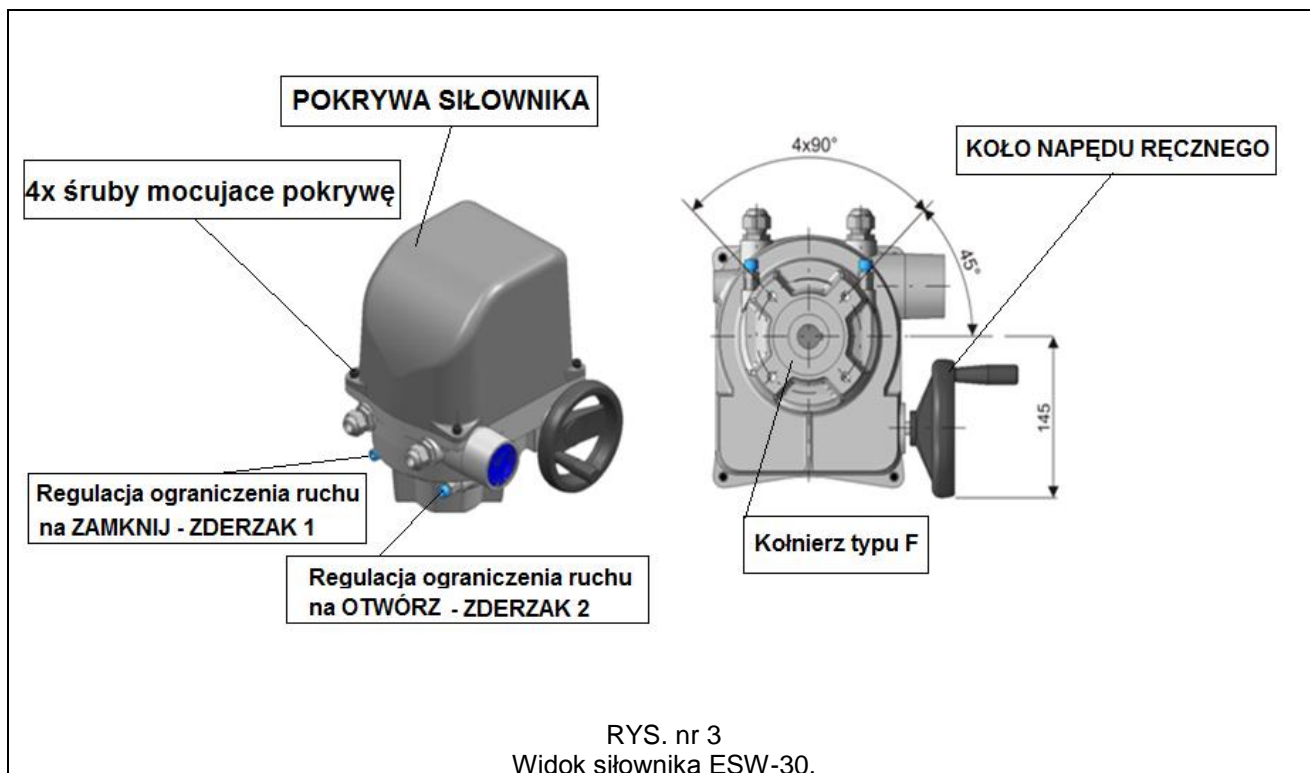 POKRYWA SIŁOWNIKA
4x śruby mocujace pokrywę
Regulacja ograniczenia ruchu
na ZAMKNIJ - ZDERZAK 1
Regulacja ograniczenia ruchu
na OTWÓRZ - ZDERZAK 2
4x90°
KOŁO NAPĘDU RĘCZNEGO
45°
145
Kołnierz typu F
RYS. nr 3
Widok siłownika ESW-30.